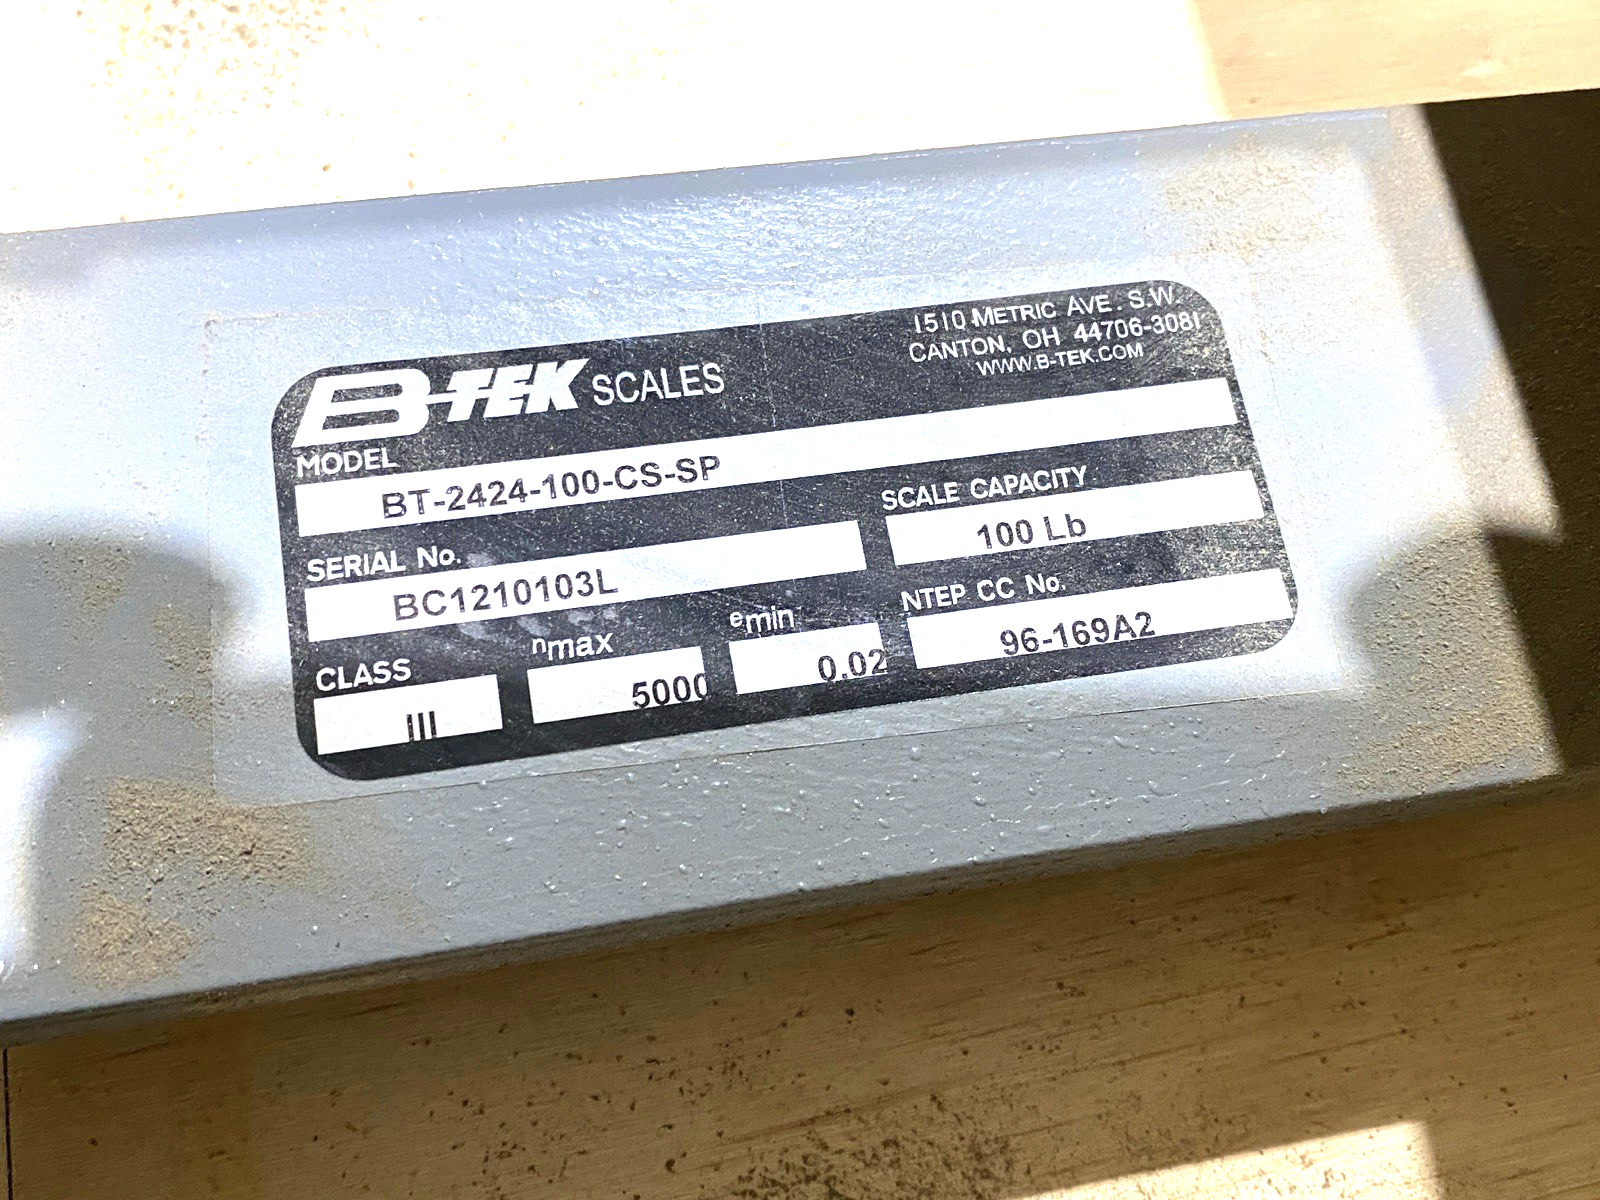 B-TEK SCALES
1510 METRIC AVE. S.W.
CANTON, OH 44706-3081
WWW.B-TEK.COM
MODEL
BT-2424-100-CS-SP
SERIAL No.
BC1210103L
SCALE CAPACITY
100 Lb
CLASS
III
nmax
5000
emin
0.02
NTEP CC No.
96-169A2